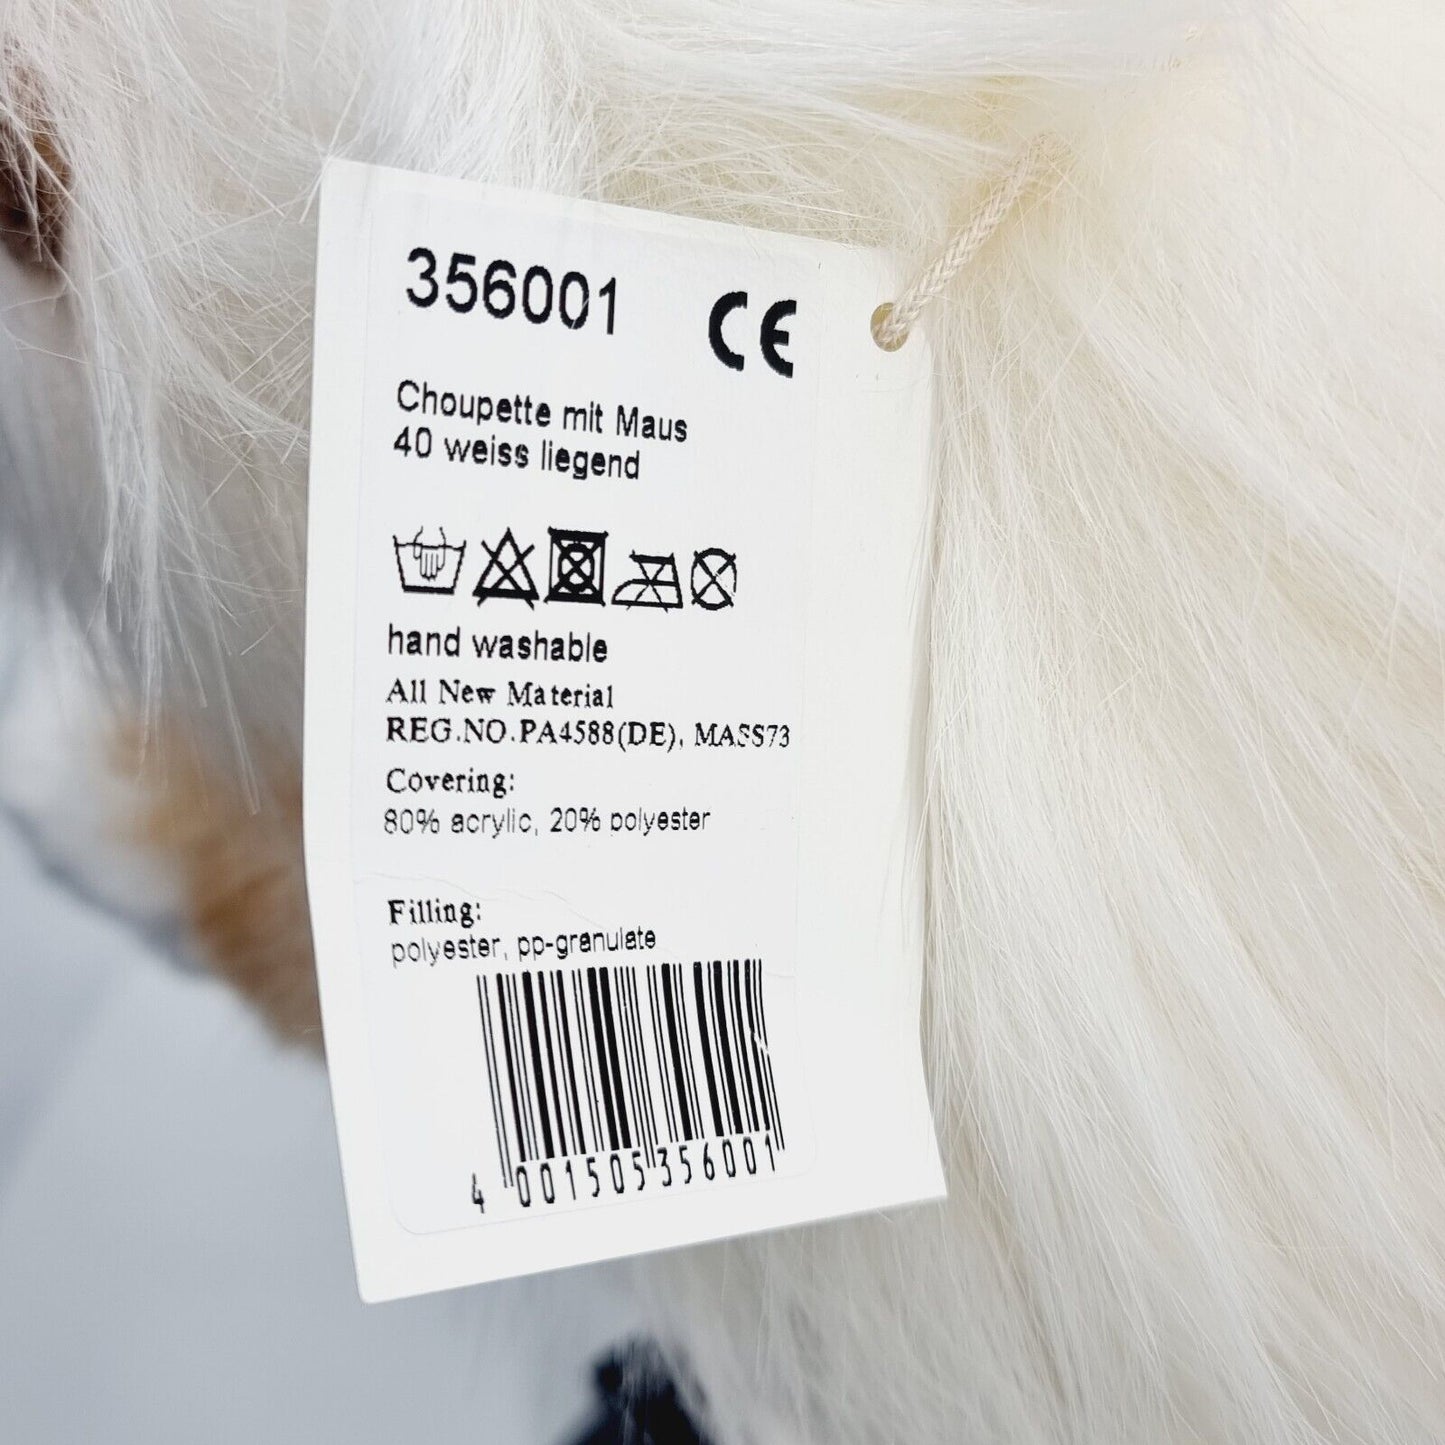 356001 CE
Choupette mit Maus
40 weiss liegend
hand washable
All New Material
REG.NO.PA4588(DE), MASS73
Covering:
80% acrylic, 20% polyester
Filling:
polyester, pp-granulate
4 001505 356001